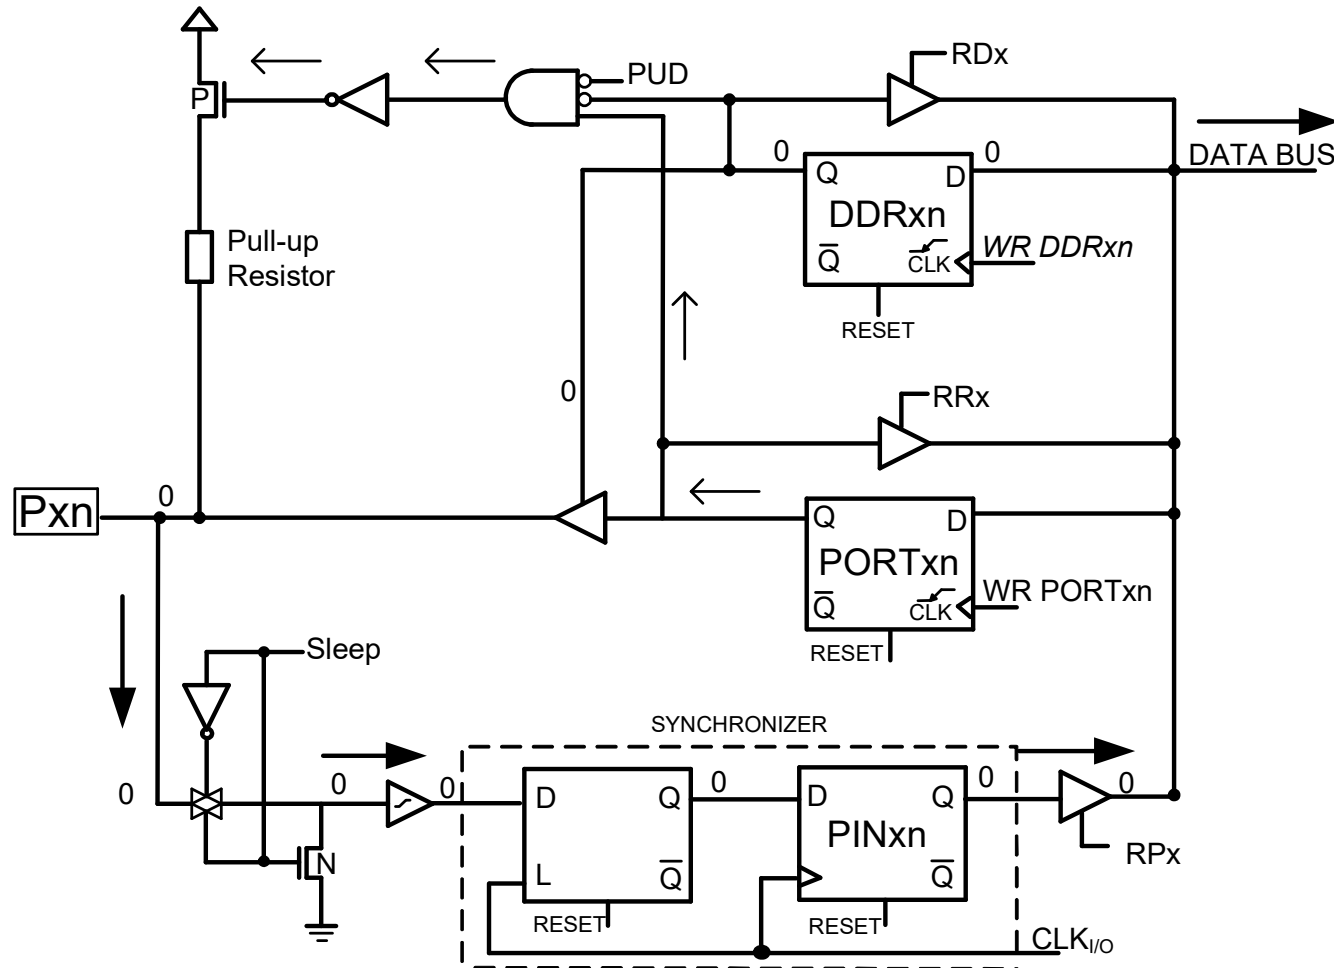 RDx
PUD
P
0
0
DATA BUS
Q
D
DDRxn
Q̅
CLK
WR DDRxn
RESET
Pull-up
Resistor
0
RRx
Pxn
0
Q
D
PORTxn
Q̅
CLK
WR PORTxn
RESET
Sleep
SYNCHRONIZER
0
0
0
D
Q
L
Q̅
RESET
0
D
Q
PINxn
Q̅
RESET
0
0
RPx
N
CLKI/O